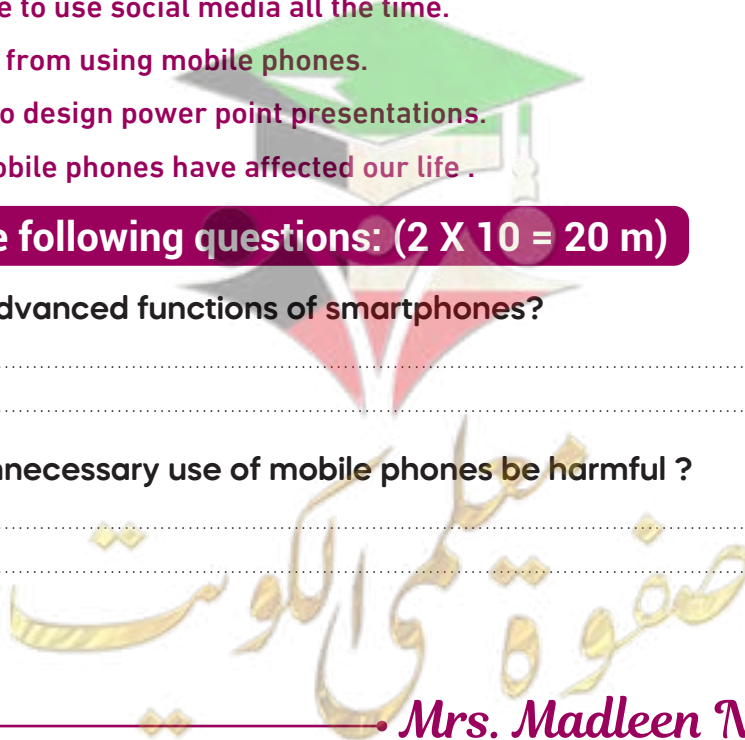 e to use social media all the time.
from using mobile phones.
o design power point presentations.
obile phones have affected our life .
e following questions: (2 X 10 = 20 m)
dvanced functions of smartphones?
nnecessary use of mobile phones be harmful ?
صفوة معلمي الكويت
Mrs. Madleen N